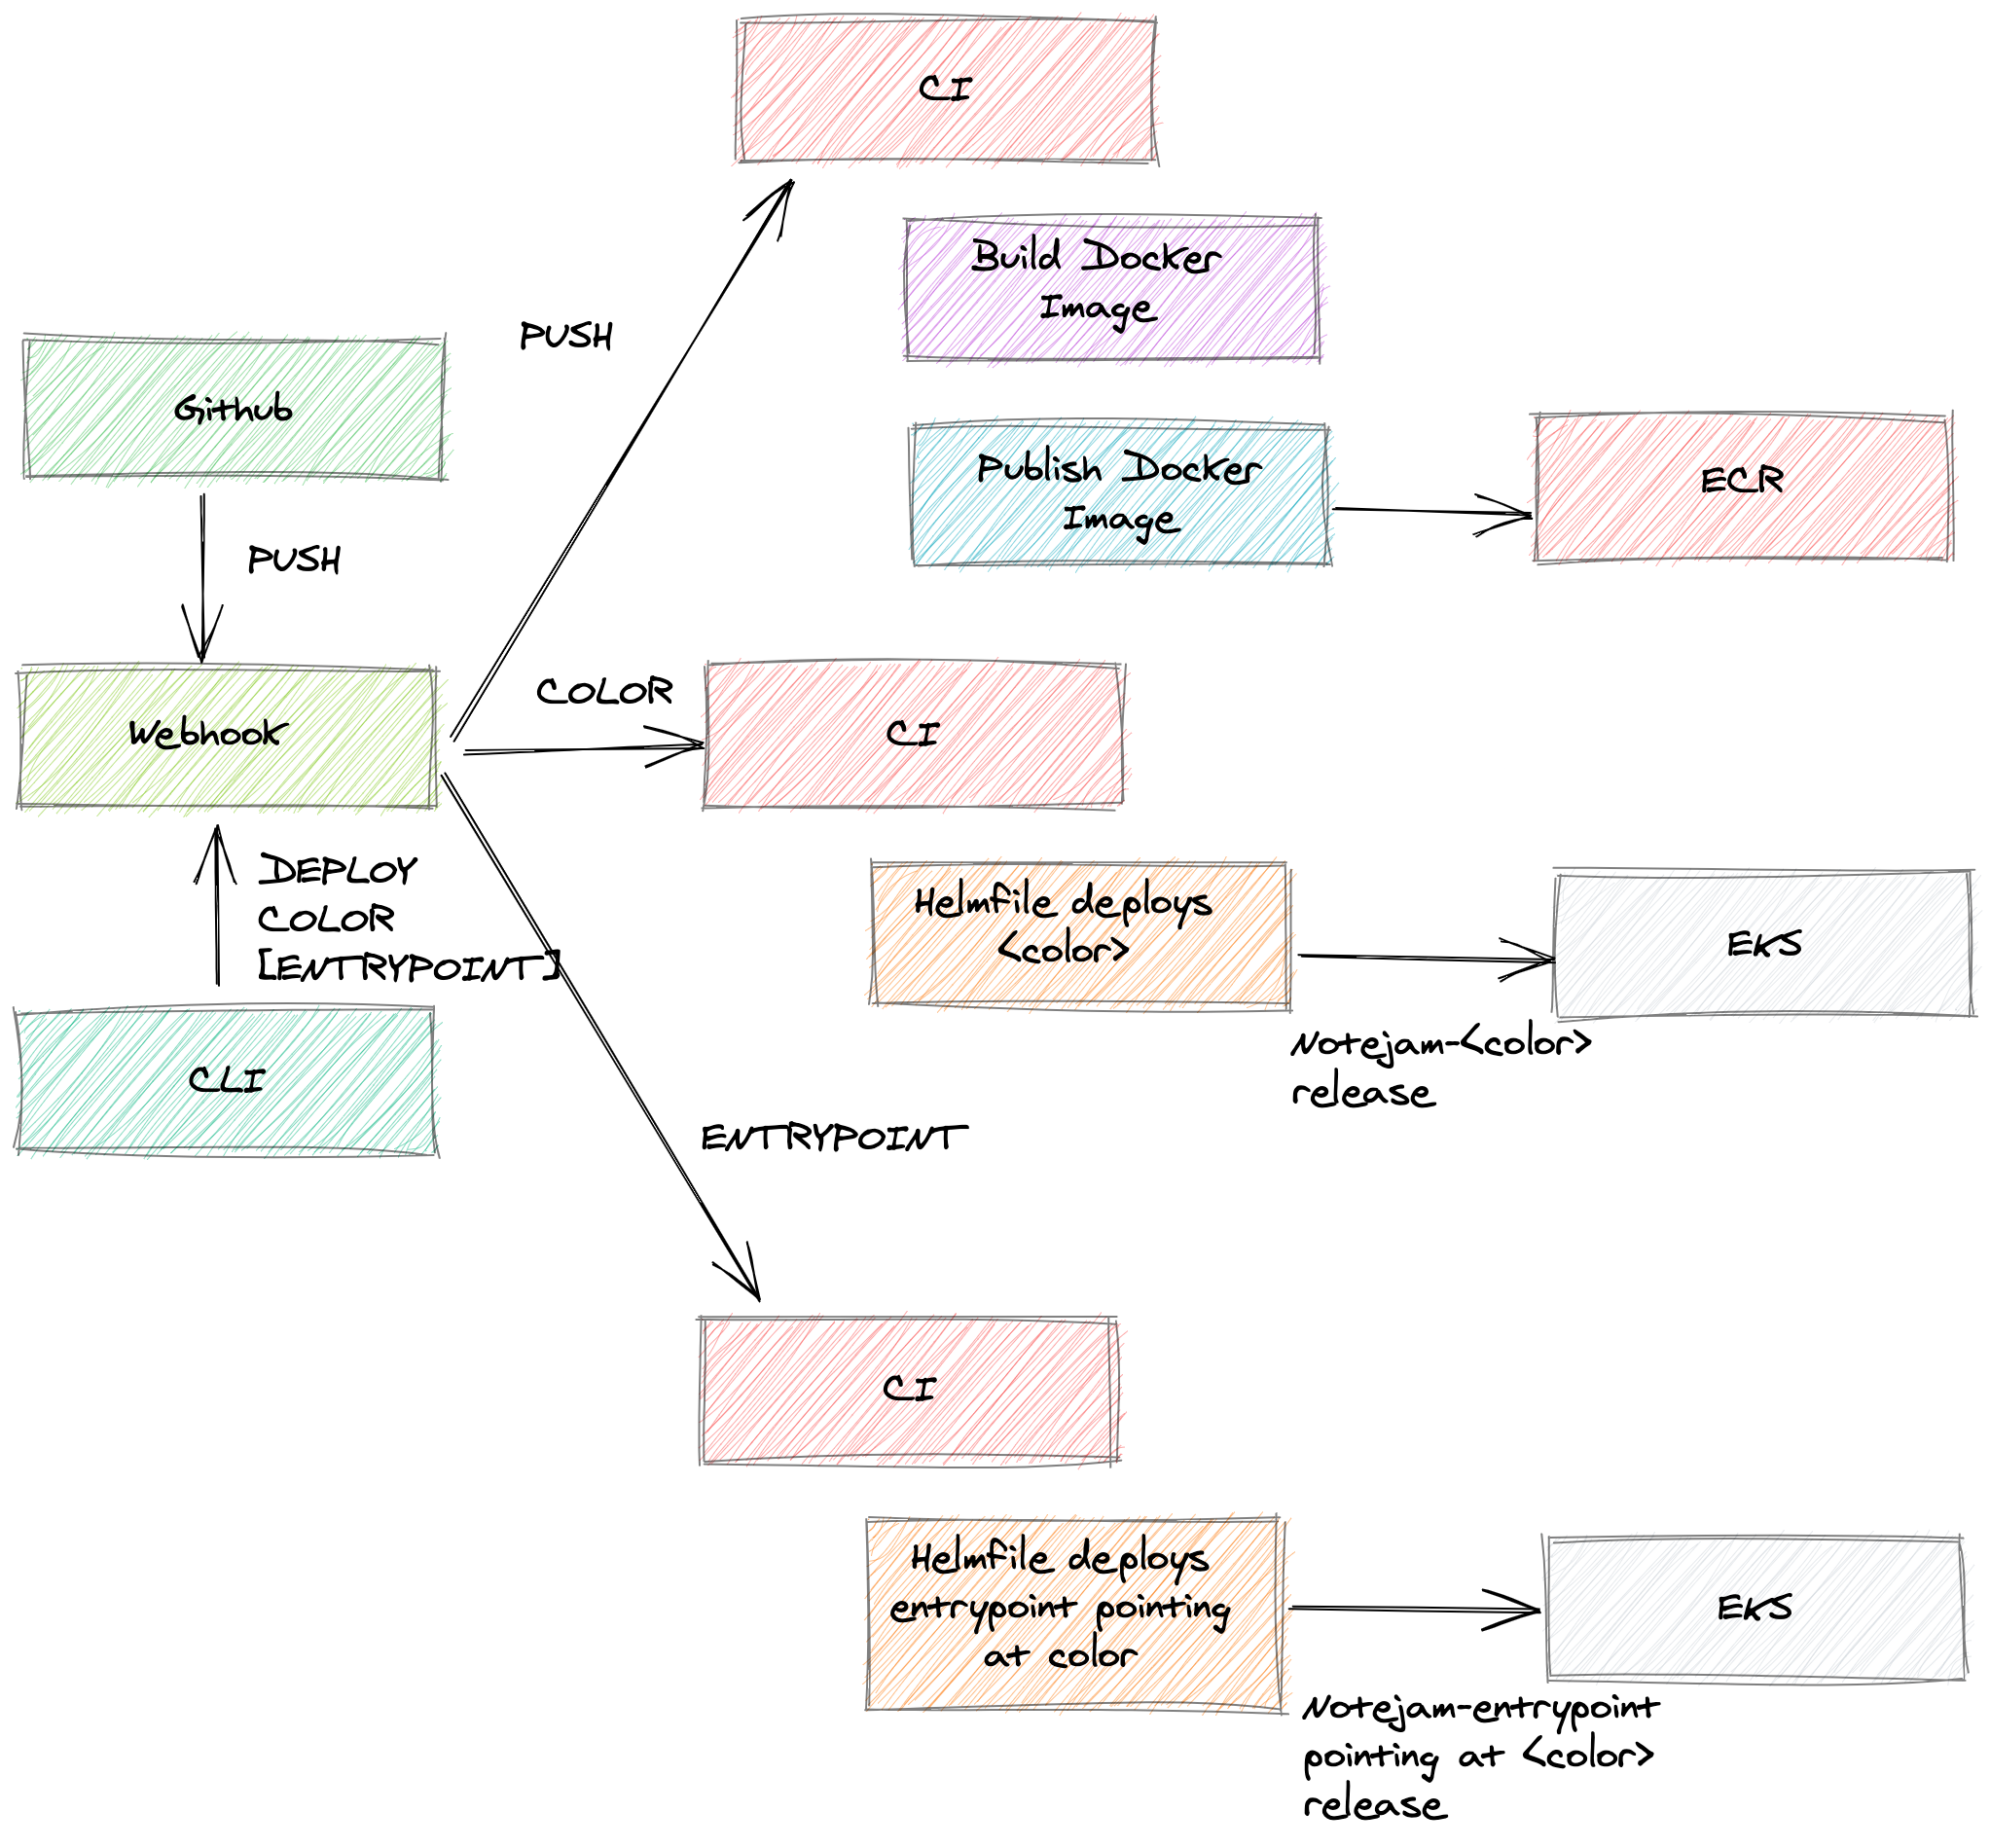 CI
Build Docker
Image
PUSH
Github
Publish Docker
Image
ECR
PUSH
COLOR
Webhook
CI
DEPLOY
COLOR
[ENTRYPOINT]
Helmfile deploys
<color>
EKS
Notejam-<color>
release
CLI
ENTRYPOINT
CI
Helmfile deploys
entrypoint pointing
at color
EKS
Notejam-entrypoint
pointing at <color>
release